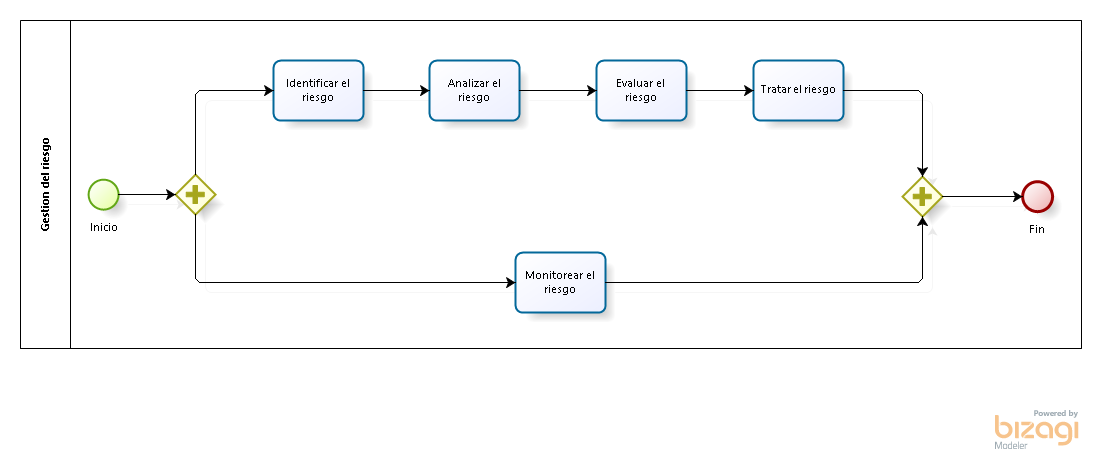 Gestion del riesgo
Inicio
Identificar el
riesgo
Analizar el
riesgo
Evaluar el
riesgo
Tratar el riesgo
Monitorear el
riesgo
Fin
Powered by
bizagi
Modeler